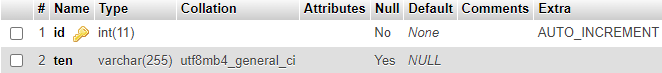 # Name Type Collation Attributes Null Default Comments Extra
1 id int(11) No None AUTO_INCREMENT
2 ten varchar(255) utf8mb4_general_ci Yes NULL